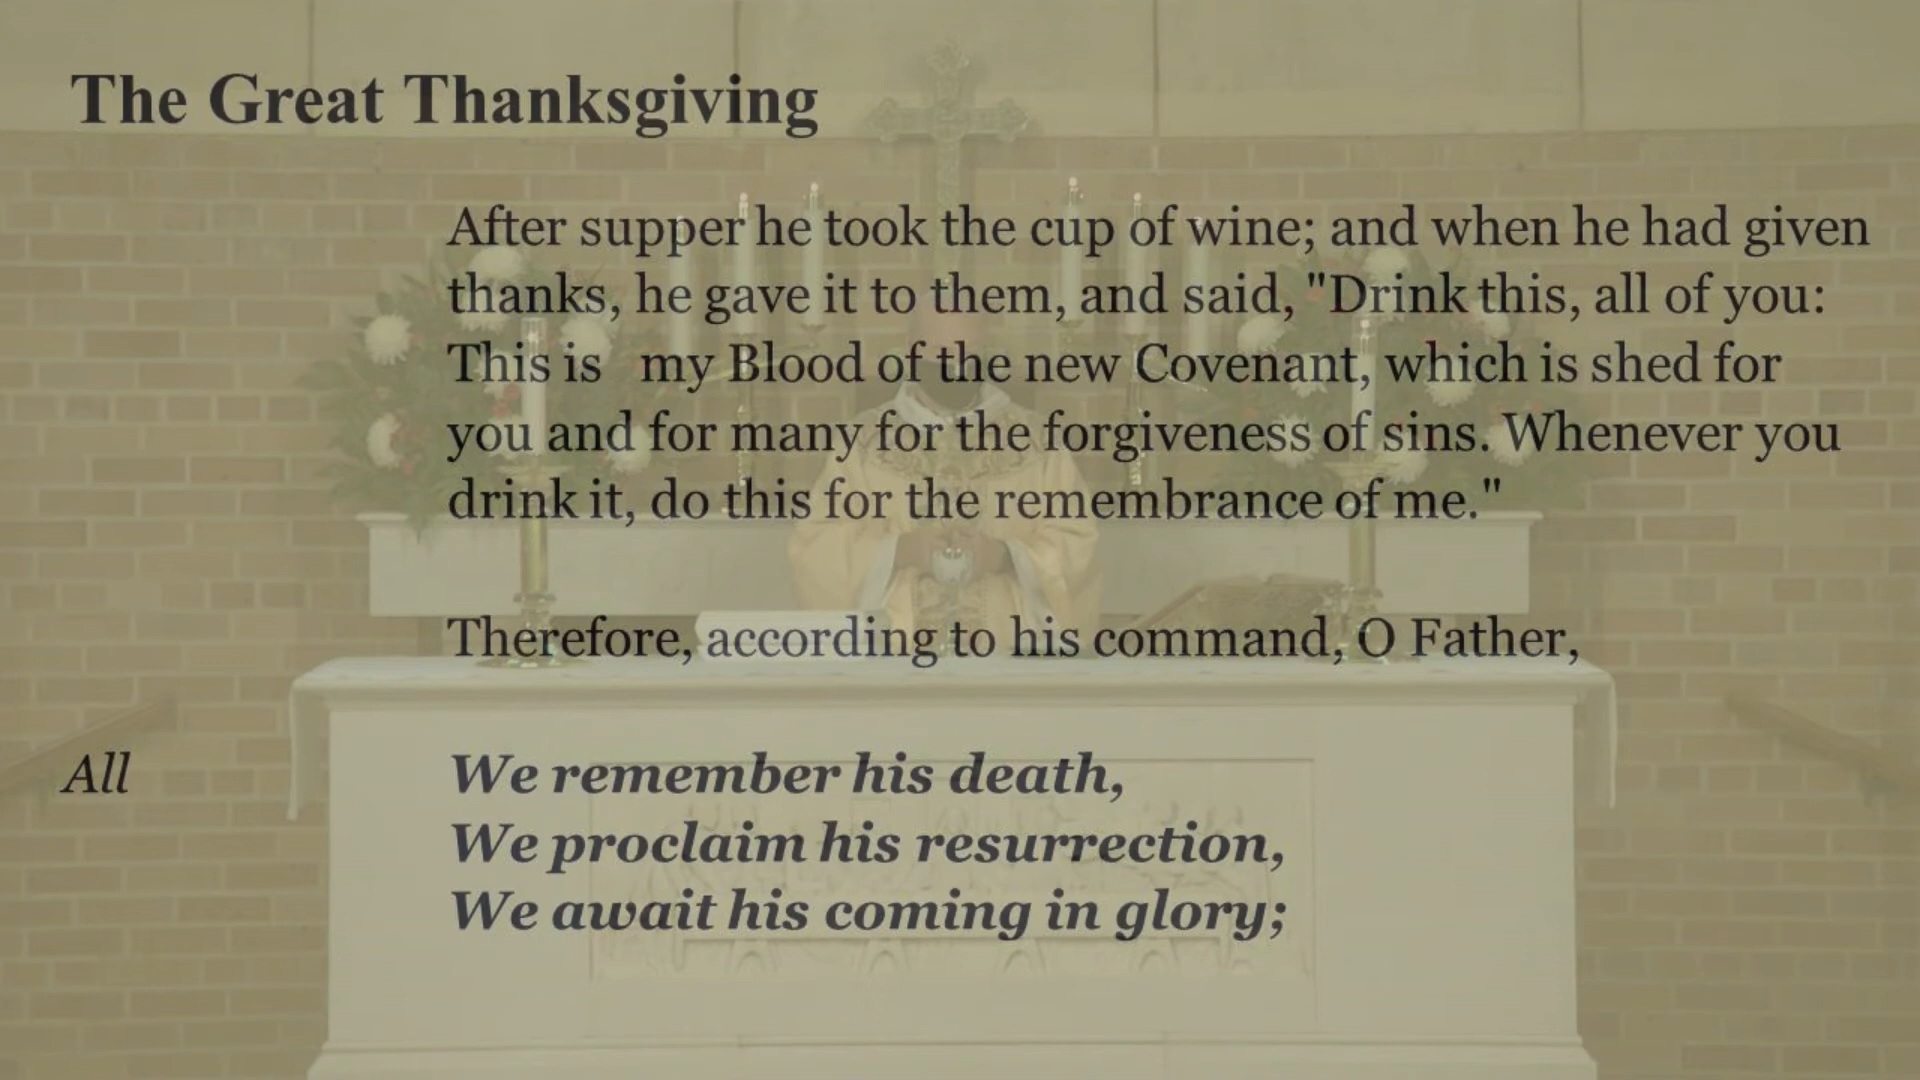 The Great Thanksgiving
After supper he took the cup of wine; and when he had given
thanks, he gave it to them, and said, "Drink this, all of you:
This is   my Blood of the new Covenant, which is shed for
you and for many for the forgiveness of sins. Whenever you
drink it, do this for the remembrance of me."
Therefore, according to his command, O Father,
All We remember his death,
We proclaim his resurrection,
We await his coming in glory;